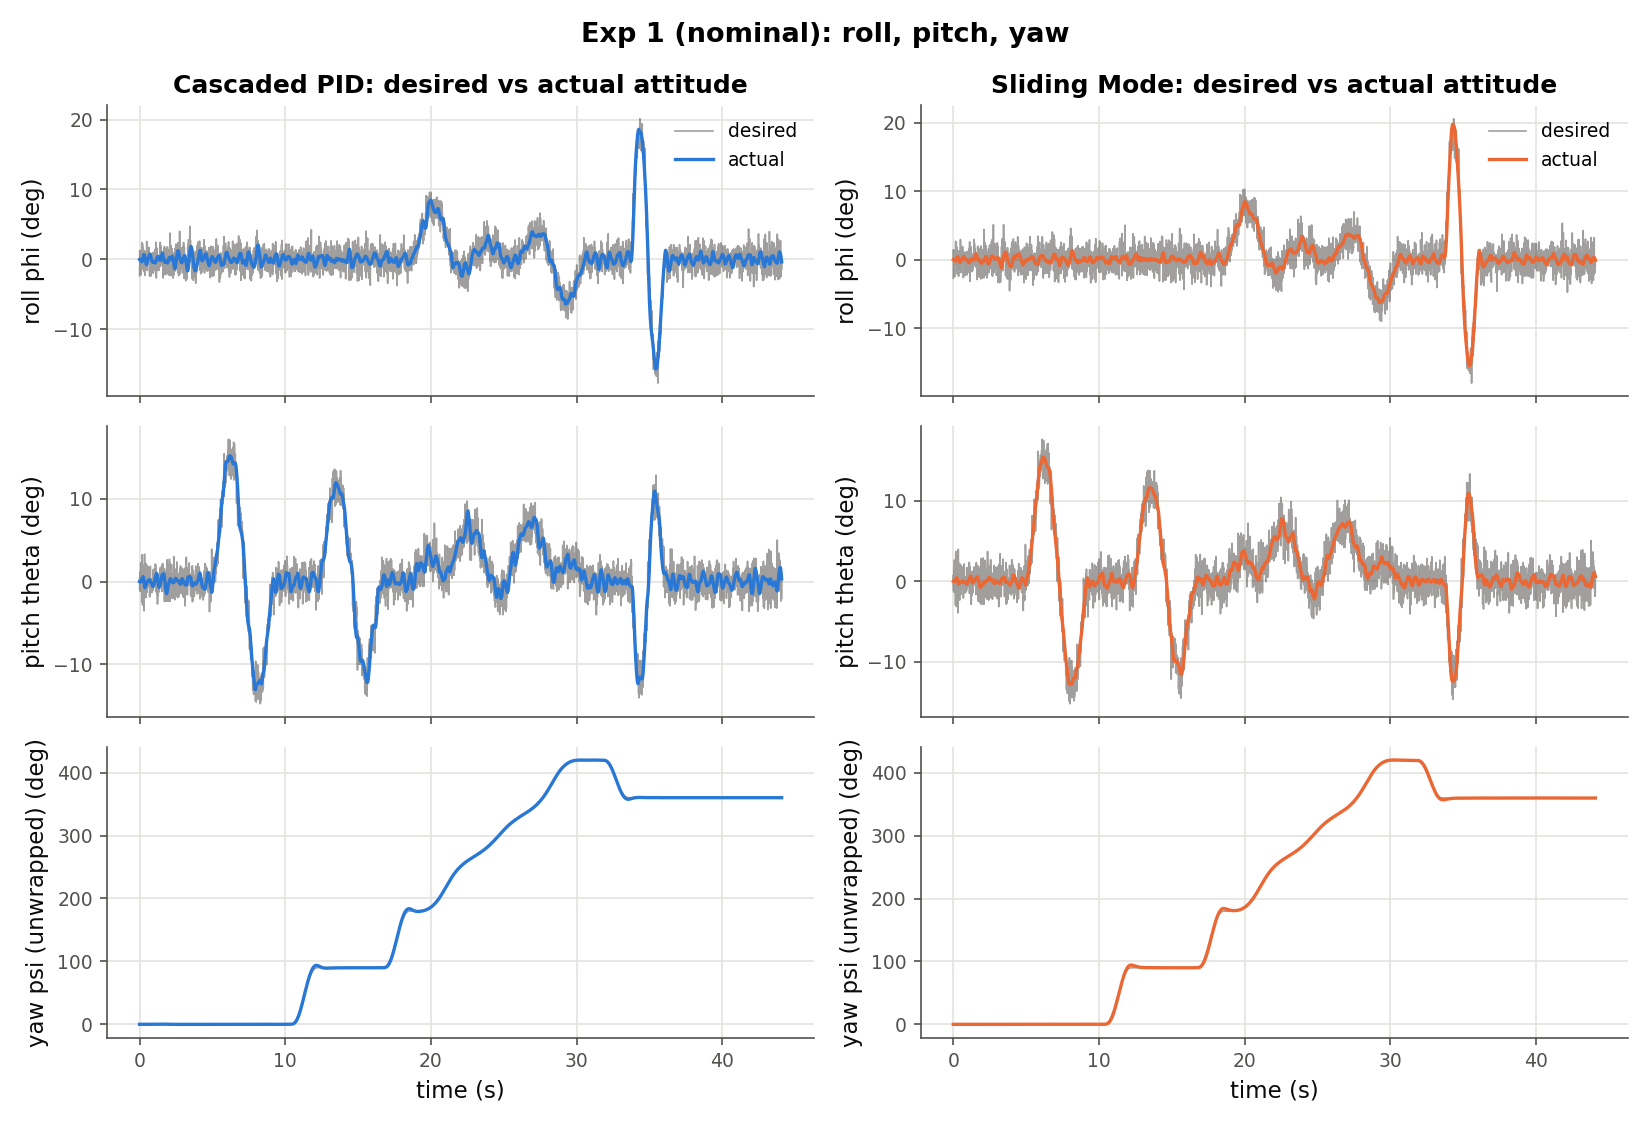 Exp 1 (nominal): roll, pitch, yaw
Cascaded PID: desired vs actual attitude
Sliding Mode: desired vs actual attitude
roll phi (deg)
20
10
0
−10
desired
actual
roll phi (deg)
20
10
0
−10
desired
actual
pitch theta (deg)
10
0
−10
pitch theta (deg)
10
0
−10
yaw psi (unwrapped) (deg)
400
300
200
100
0
0 10 20 30 40
time (s)
yaw psi (unwrapped) (deg)
400
300
200
100
0
0 10 20 30 40
time (s)